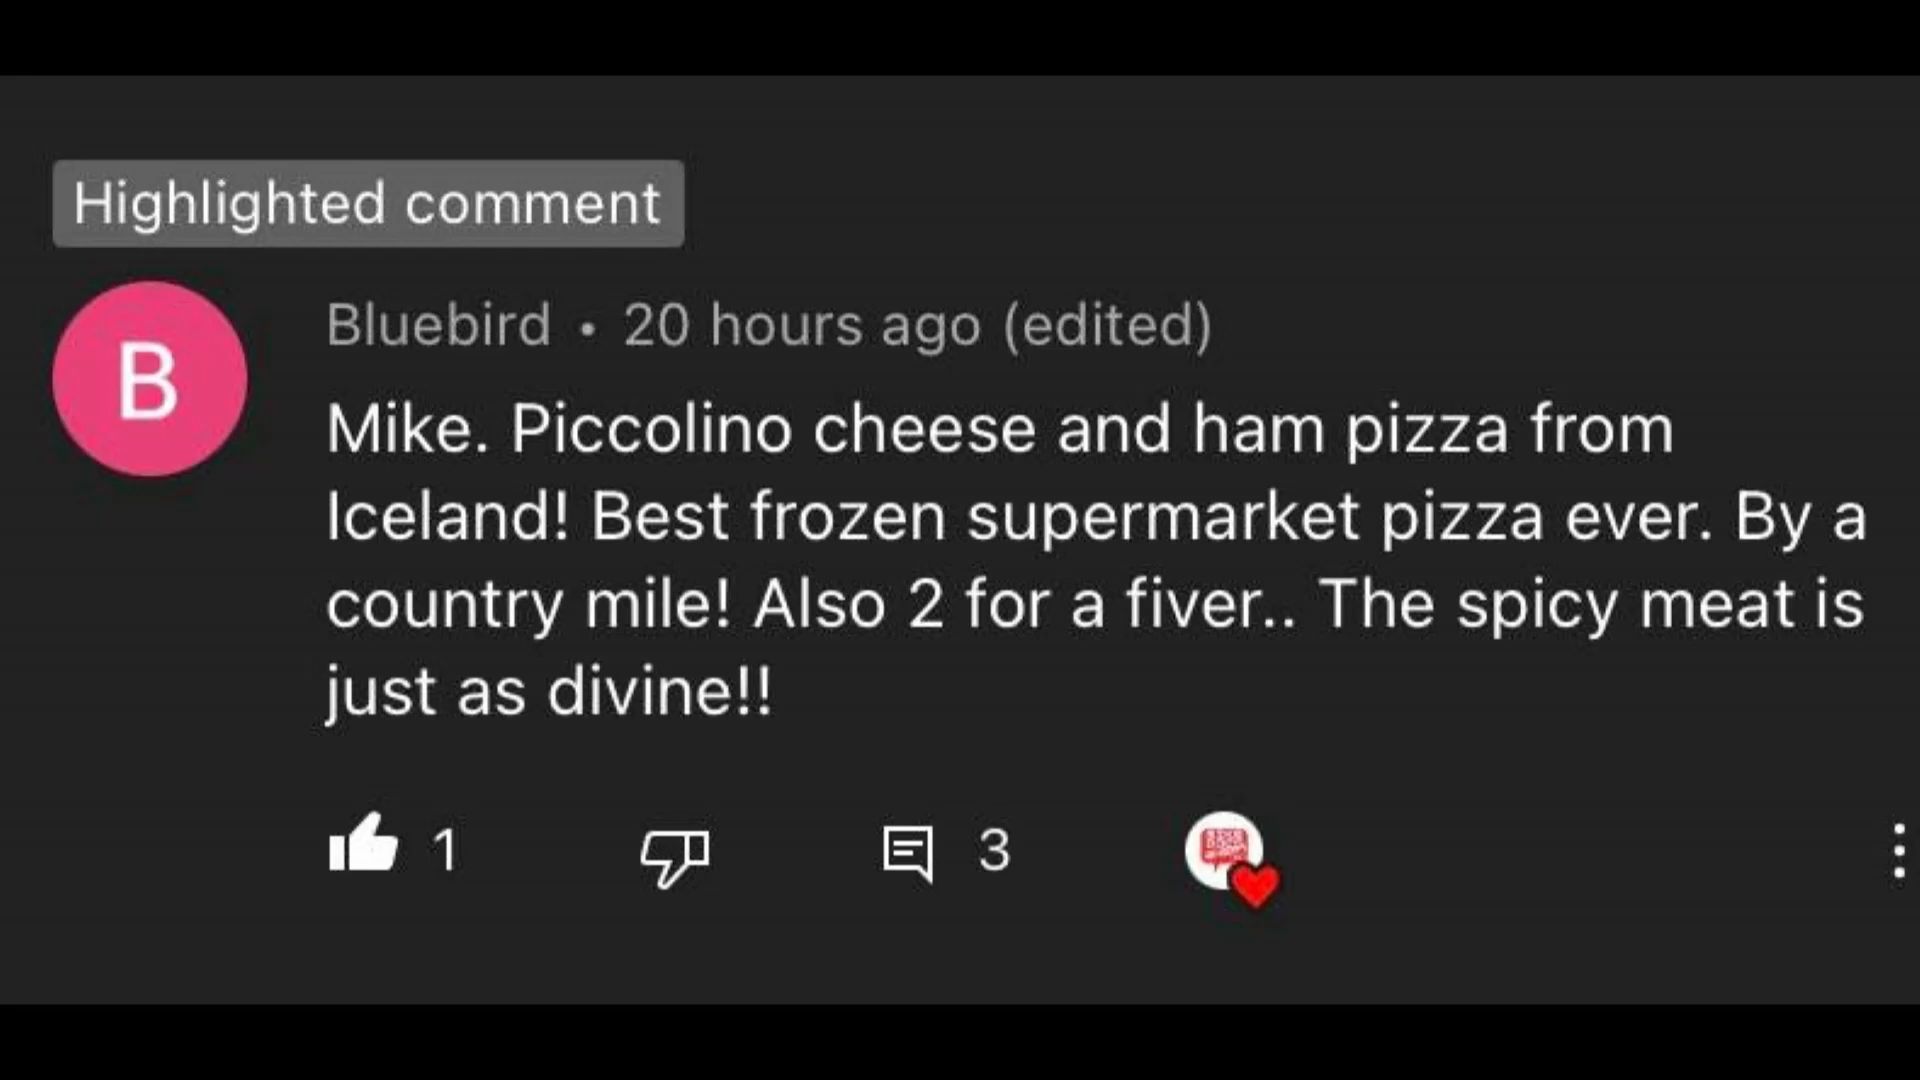 Highlighted comment
B
Bluebird • 20 hours ago (edited)
Mike. Piccolino cheese and ham pizza from
Iceland! Best frozen supermarket pizza ever. By a
country mile! Also 2 for a fiver.. The spicy meat is
just as divine!!
1
3